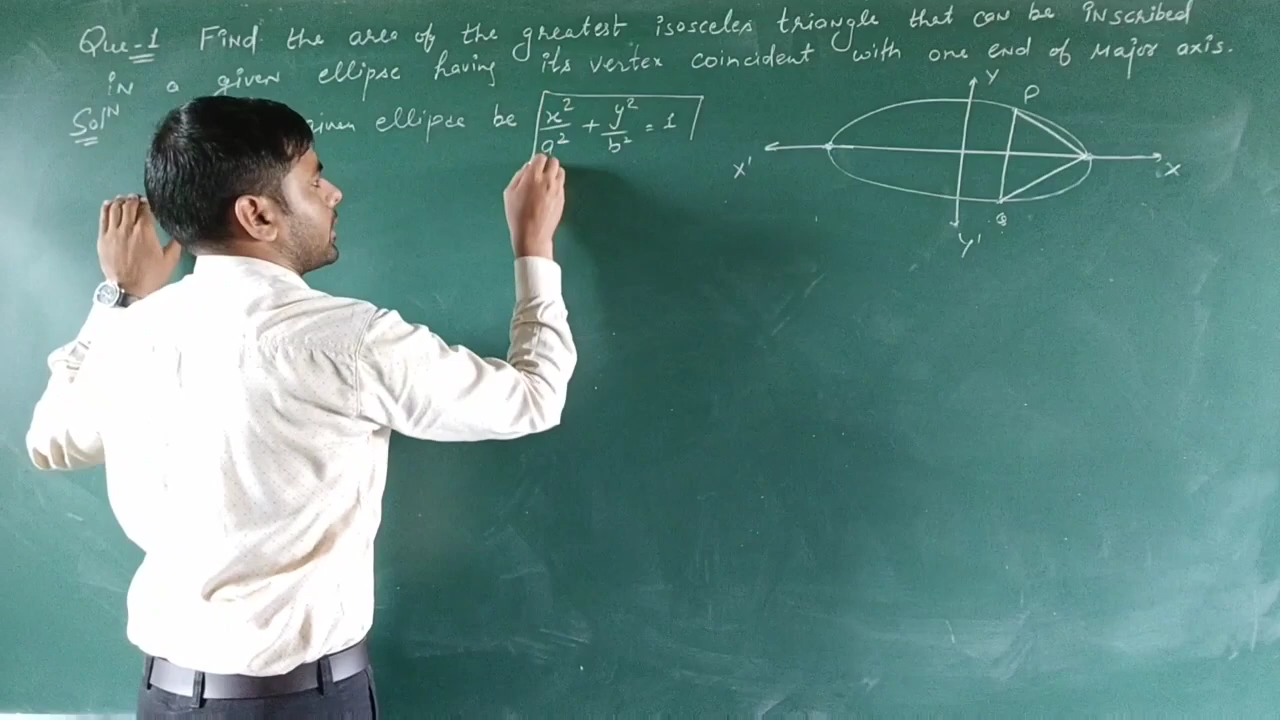 Que-1 Find the area of the greatest isosceles triangle that can be inscribed
in a given ellipse having its vertex coincident with one end of Major axis.
Solⁿ given ellipse be x²/a² + y²/b² = 1
Y
P
X'
X
Q
Y'